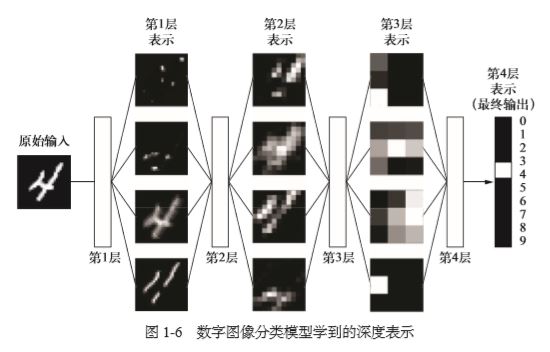 第1层
表示
第2层
表示
第3层
表示
第4层
表示
(最终输出)
原始输入
0
1
2
3
4
5
6
7
8
9
第1层
第2层
第3层
第4层
图 1-6 数字图像分类模型学到的深度表示